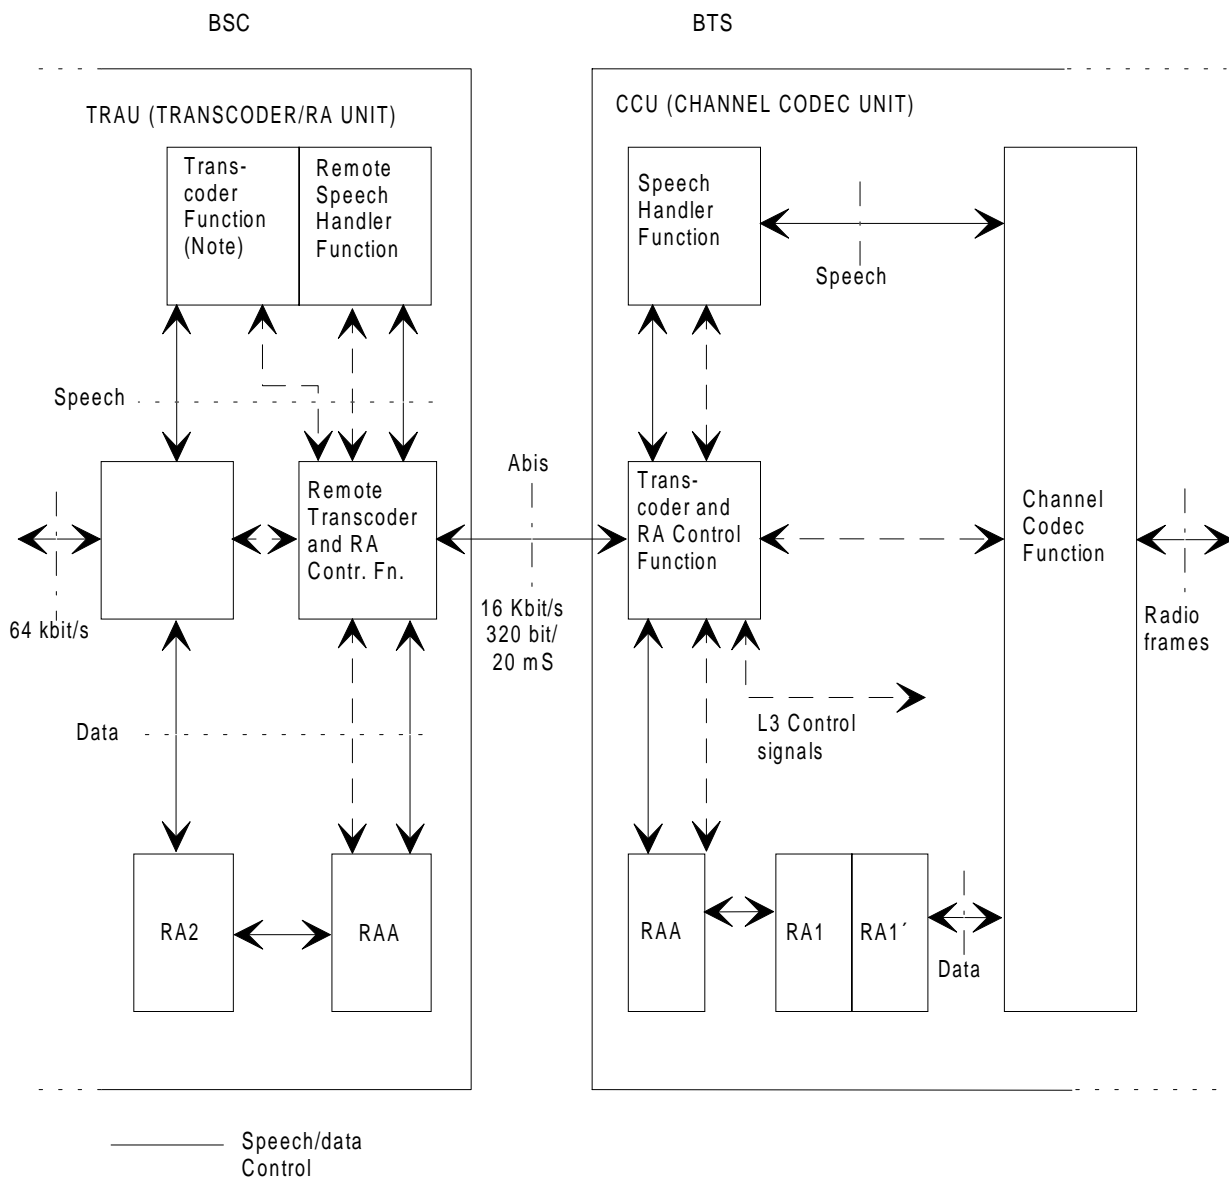 BSC
BTS
TRAU (TRANSCODER/RA UNIT)
CCU (CHANNEL CODEC UNIT)
Trans-
coder
Function
(Note)
Remote
Speech
Handler
Function
Speech
Handler
Function
Speech
Speech
Abis
Remote
Transcoder
and RA
Contr. Fn.
Trans-
coder and
RA Control
Function
Channel
Codec
Function
64 kbit/s
16 Kbit/s
320 bit/
20 mS
Radio
frames
Data
L3 Control
signals
RA2
RAA
RAA
RA1
RA1´
Data
Speech/data
Control